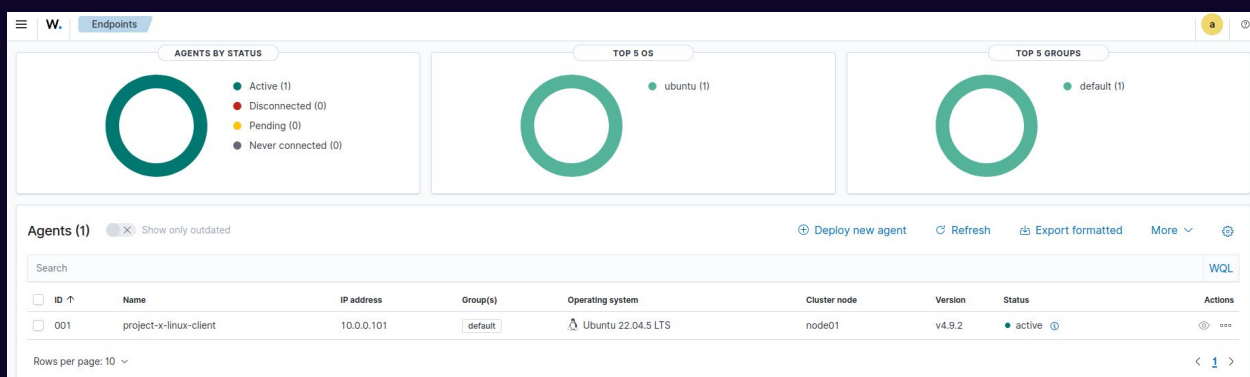 W. Endpoints a
AGENTS BY STATUS
Active (1)
Disconnected (0)
Pending (0)
Never connected (0)
TOP 5 OS
ubuntu (1)
TOP 5 GROUPS
default (1)
Agents (1) Show only outdated Deploy new agent Refresh Export formatted More
Search WQL
ID ↑ Name IP address Group(s) Operating system Cluster node Version Status Actions
001 project-x-linux-client 10.0.0.101 default Ubuntu 22.04.5 LTS node01 v4.9.2 active
Rows per page: 10 < 1 >